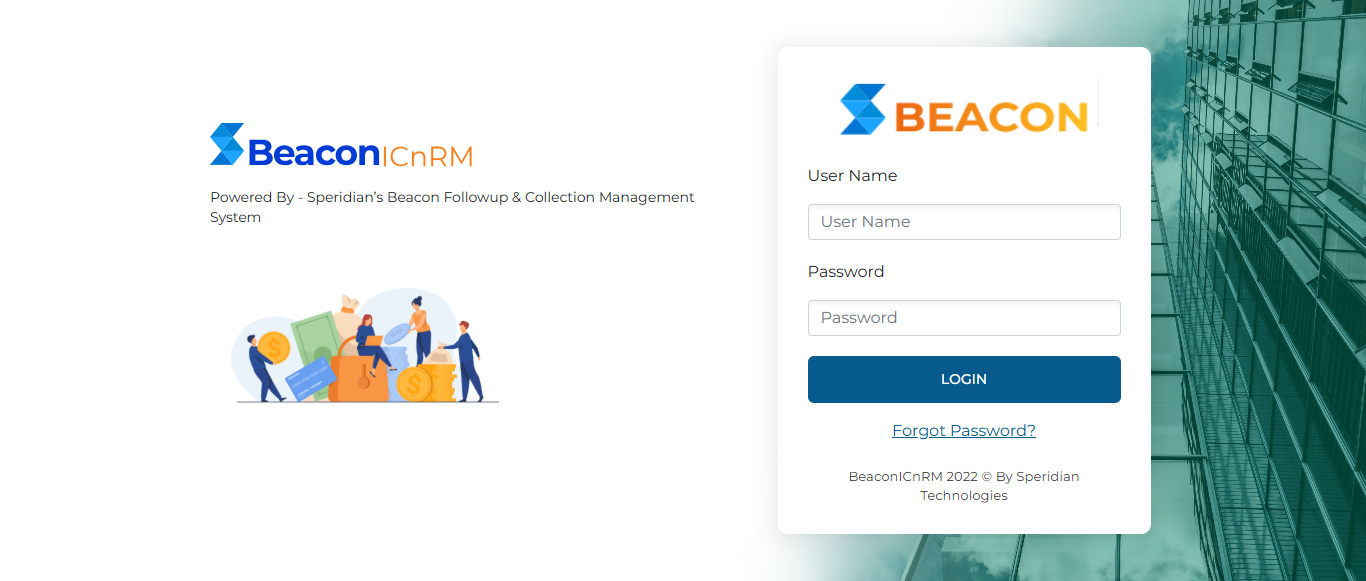 BeaconICnRM
Powered By - Speridian’s Beacon Followup & Collection Management
System
BEACON
User Name
User Name
Password
Password
LOGIN
Forgot Password?
BeaconICnRM 2022 © By Speridian
Technologies